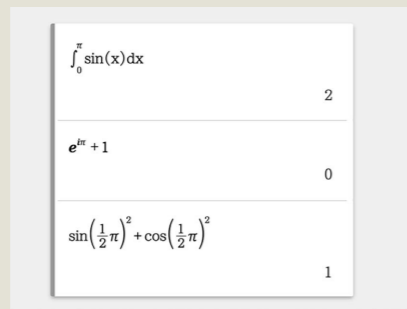 ∫₀^π sin(x)dx
2
e^{iπ} + 1
0
sin(½π)² + cos(½π)²
1